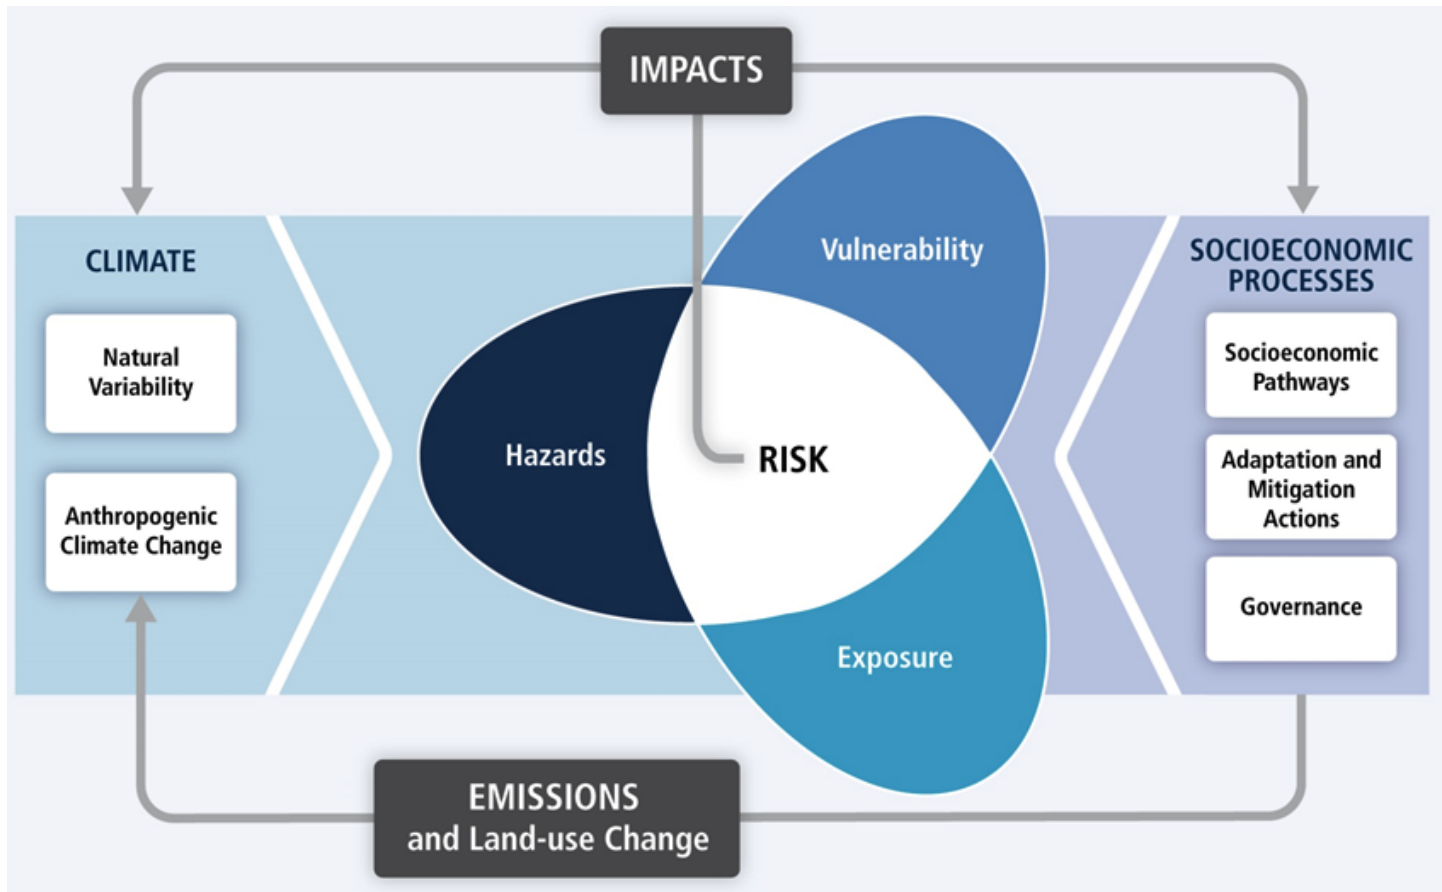 IMPACTS
CLIMATE
Natural
Variability
Anthropogenic
Climate Change
Vulnerability
Hazards
RISK
Exposure
SOCIOECONOMIC
PROCESSES
Socioeconomic
Pathways
Adaptation and
Mitigation
Actions
Governance
EMISSIONS
and Land-use Change